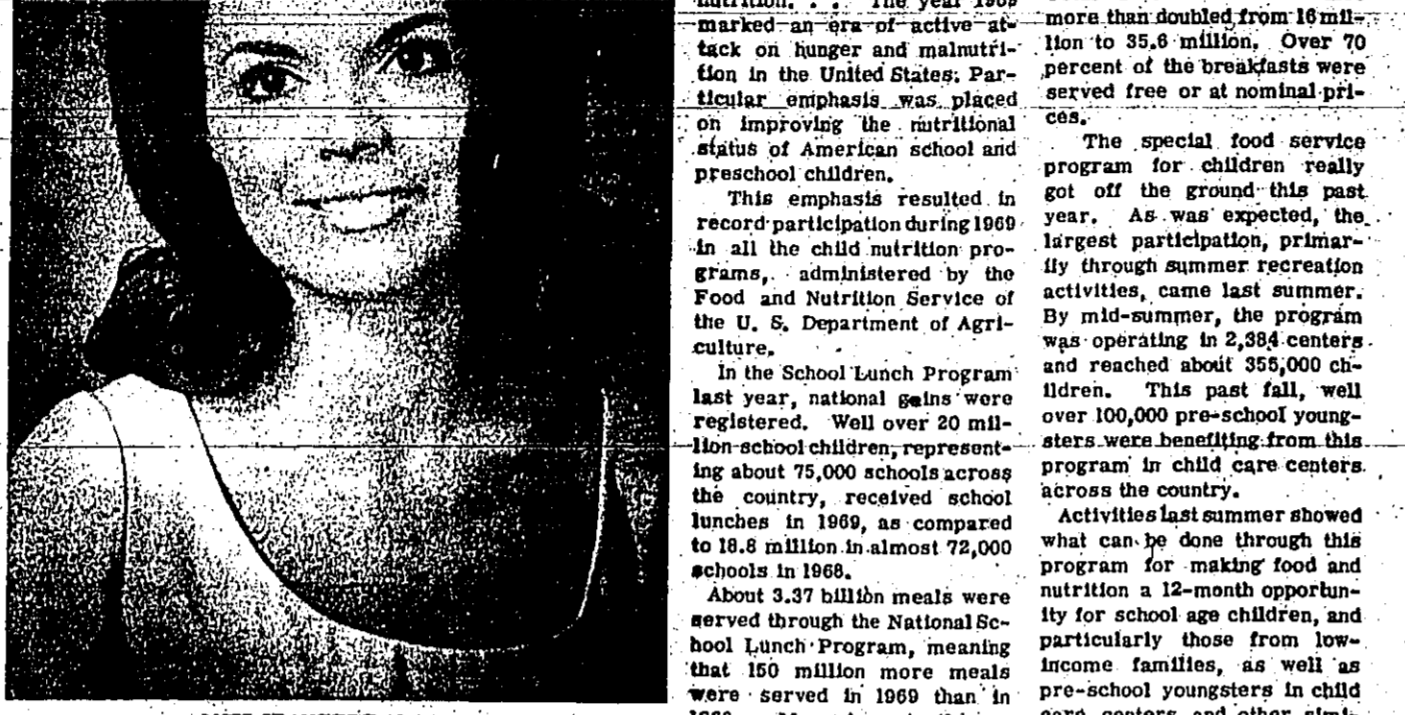 nutrition. . . The year 1969
marked an era of active at-
tack on hunger and malnutri-
tion in the United States. Par-
ticular emphasis was placed
on improving the nutritional
status of American school and
preschool children.
This emphasis resulted in
record participation during 1969
in all the child nutrition pro-
grams, administered by the
Food and Nutrition Service of
the U. S. Department of Agri-
culture.
In the School Lunch Program
last year, national gains were
registered. Well over 20 mil-
lion school children, represent-
ing about 75,000 schools across
the country, received school
lunches in 1969, as compared
to 18.8 million in almost 72,000
schools in 1968.
About 3.37 billion meals were
served through the National Sc-
hool Lunch Program, meaning
that 150 million more meals
were served in 1969 than in
more than doubled from 16 mil-
lion to 35.6 million. Over 70
percent of the breakfasts were
served free or at nominal pri-
ces.
The special food service
program for children really
got off the ground this past
year. As was expected, the
largest participation, primar-
ily through summer recreation
activities, came last summer.
By mid-summer, the program
was operating in 2,384 centers
and reached about 355,000 ch-
ildren. This past fall, well
over 100,000 pre-school young-
sters were benefiting from this
program in child care centers
across the country.
Activities last summer showed
what can be done through this
program for making food and
nutrition a 12-month opportun-
ity for school age children, and
particularly those from low-
income families, as well as
pre-school youngsters in child
care centers and other simi-